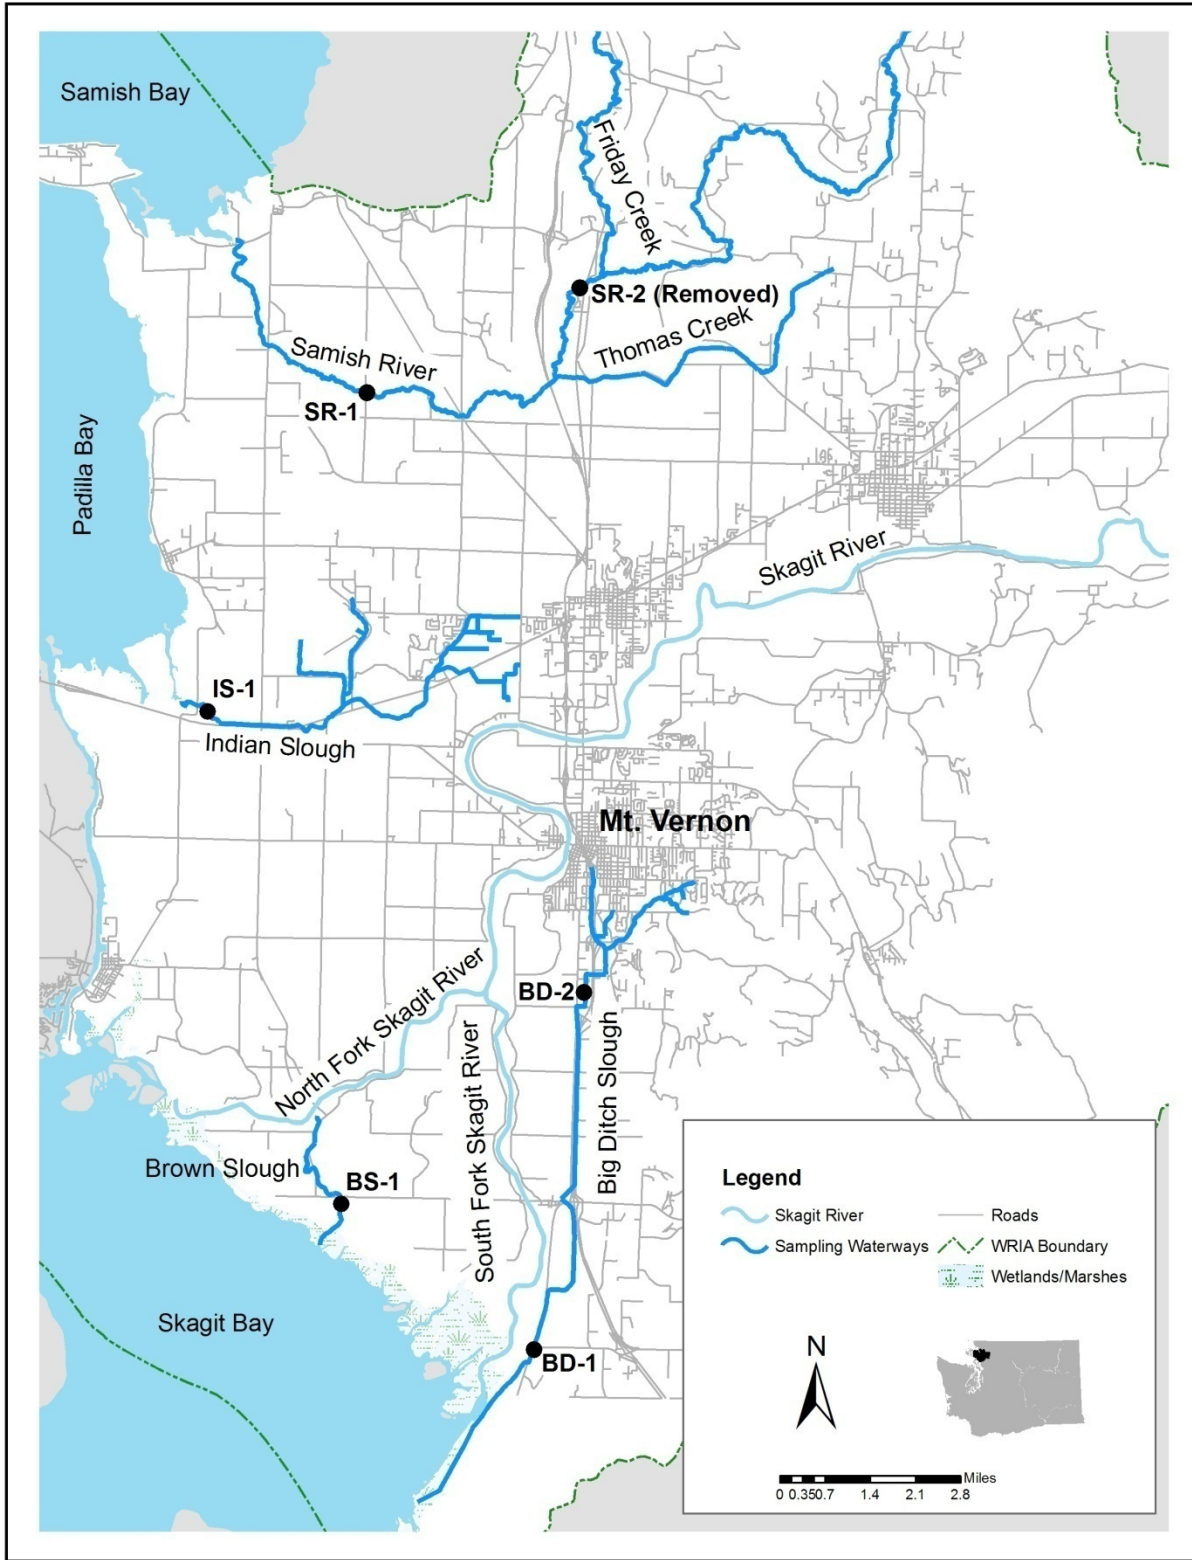 Samish Bay
Friday Creek
SR-2 (Removed)
Thomas Creek
Samish River
SR-1
Padilla Bay
Skagit River
IS-1
Indian Slough
Mt. Vernon
BD-2
North Fork Skagit River
South Fork Skagit River
Big Ditch Slough
Brown Slough
BS-1
Skagit Bay
BD-1
Legend
Skagit River
Roads
Sampling Waterways
WRIA Boundary
Wetlands/Marshes
N
Miles
0 0.350.7 1.4 2.1 2.8